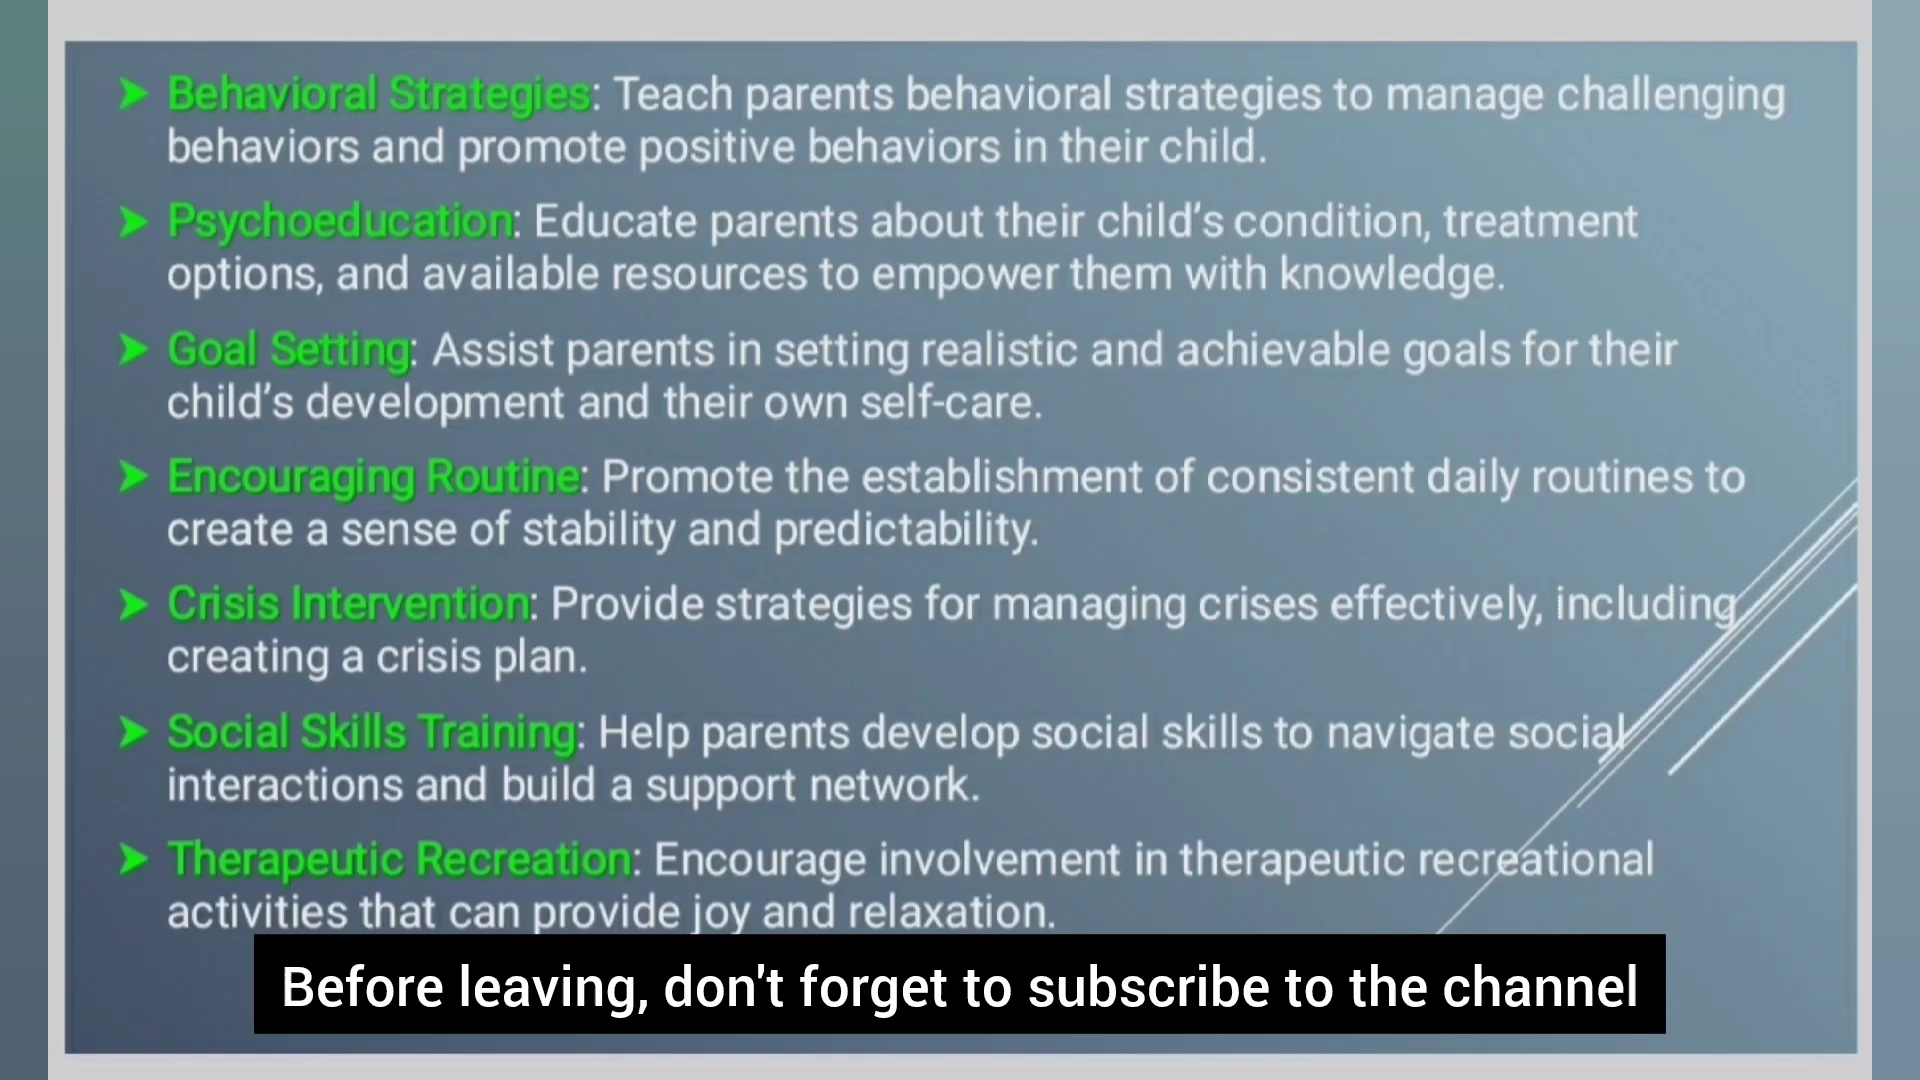 ➤ Behavioral Strategies: Teach parents behavioral strategies to manage challenging
behaviors and promote positive behaviors in their child.
➤ Psychoeducation: Educate parents about their child’s condition, treatment
options, and available resources to empower them with knowledge.
➤ Goal Setting: Assist parents in setting realistic and achievable goals for their
child’s development and their own self-care.
➤ Encouraging Routine: Promote the establishment of consistent daily routines to
create a sense of stability and predictability.
➤ Crisis Intervention: Provide strategies for managing crises effectively, including
creating a crisis plan.
➤ Social Skills Training: Help parents develop social skills to navigate social
interactions and build a support network.
➤ Therapeutic Recreation: Encourage involvement in therapeutic recreational
activities that can provide joy and relaxation.
Before leaving, don't forget to subscribe to the channel